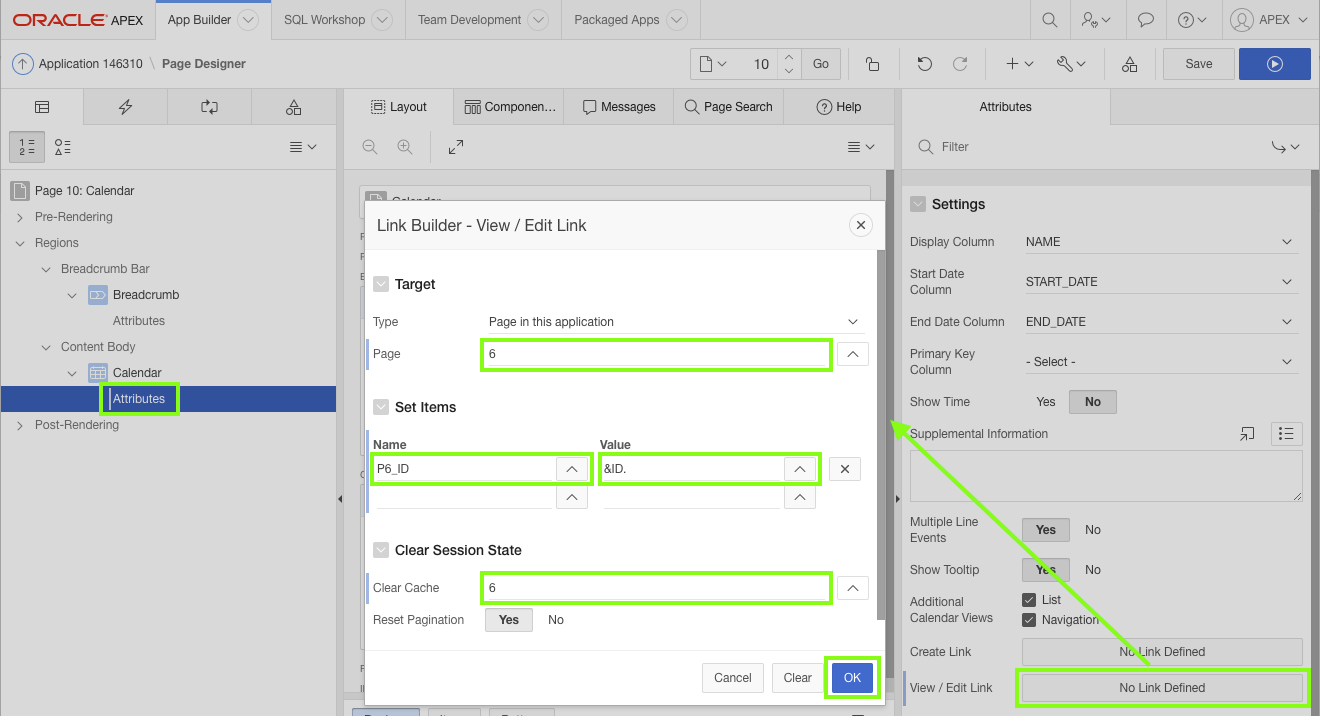 ORACLE APEX App Builder SQL Workshop Team Development Packaged Apps APEX
Application 146310 \ Page Designer 10 Go Save
Layout Componen... Messages Page Search Help Attributes
Filter
Page 10: Calendar
Pre-Rendering
Regions
Breadcrumb Bar
Breadcrumb
Attributes
Content Body
Calendar
Attributes
Post-Rendering
Calendar
Link Builder - View / Edit Link
Target
Type Page in this application
Page 6
Set Items
Name Value
P6_ID &ID.
Clear Session State
Clear Cache 6
Reset Pagination Yes No
Cancel Clear OK
Settings
Display Column NAME
Start Date
Column START_DATE
End Date Column END_DATE
Primary Key
Column - Select -
Show Time Yes No
Supplemental Information
Multiple Line
Events Yes No
Show Tooltip Yes No
Additional
Calendar Views List
Navigation
Create Link No Link Defined
View / Edit Link No Link Defined